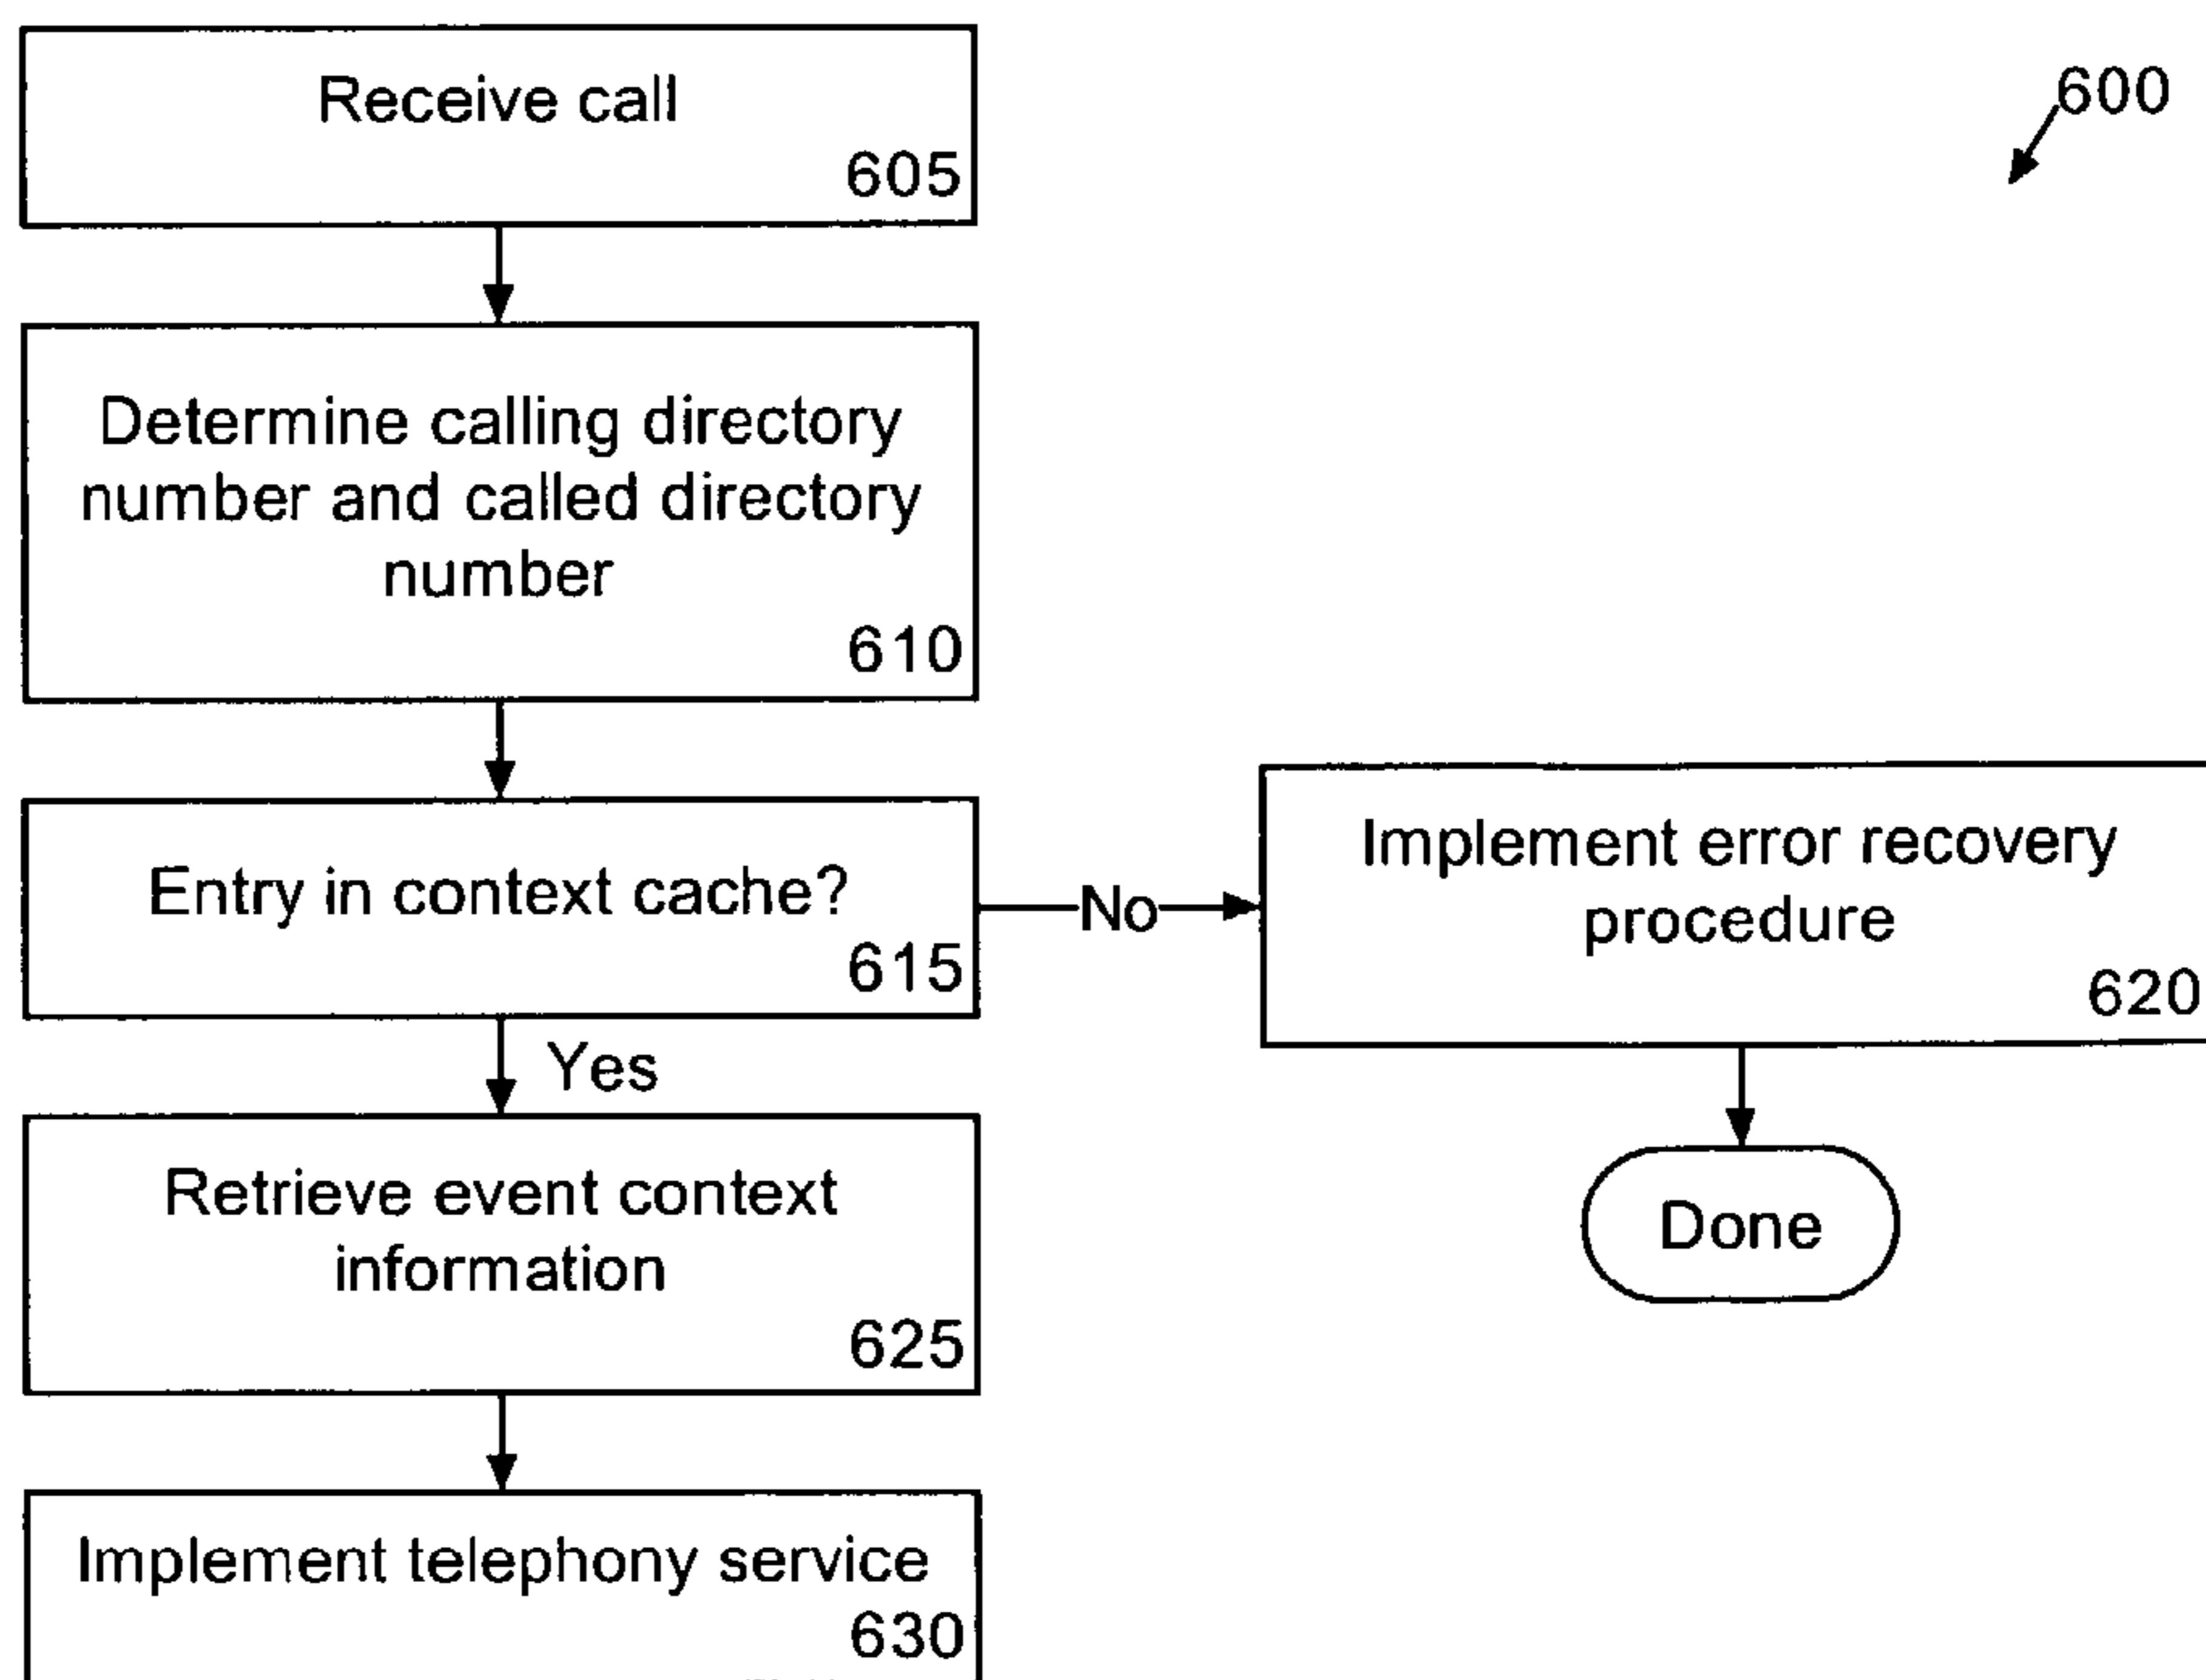 Receive call
605
600
Determine calling directory
number and called directory
number
610
Entry in context cache?
615
No
Implement error recovery
procedure
620
Yes
Done
Retrieve event context
information
625
Implement telephony service
630